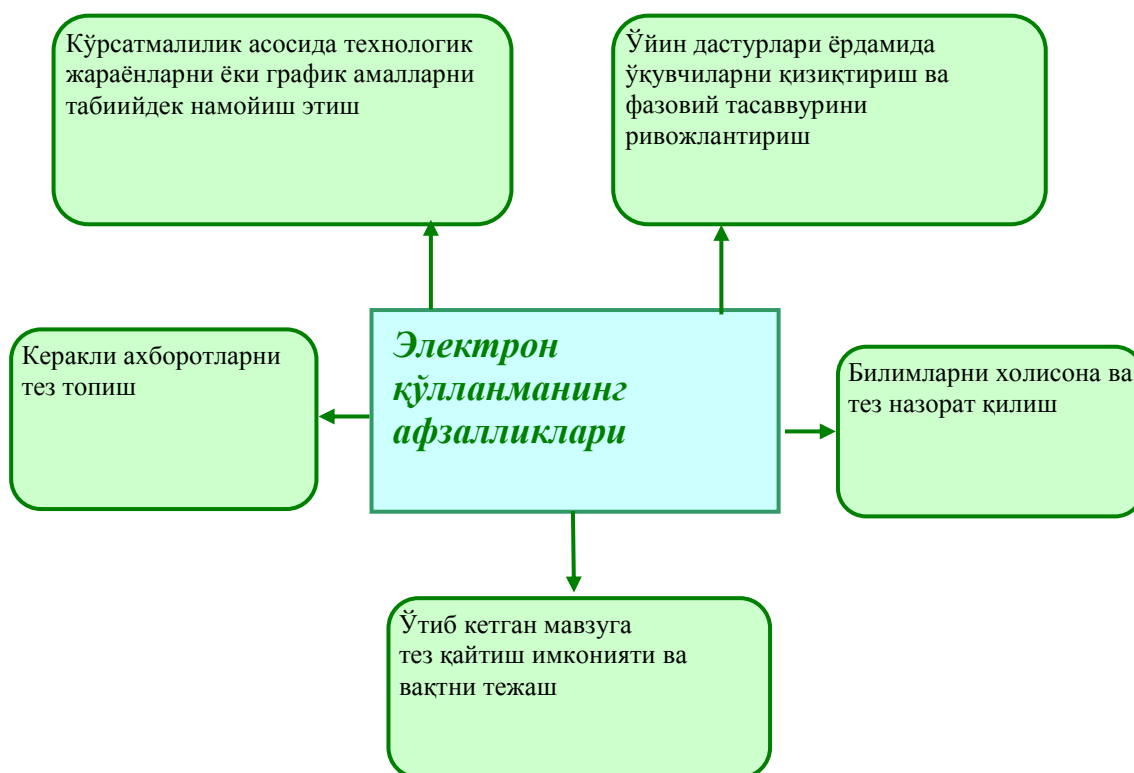 Кўрсатмалилик асосида технологик
жараёнларни ёки график амалларни
табиийдек намойиш этиш
Ўйин дастурлари ёрдамида
ўқувчиларни қизиқтириш ва
фазовий тасаввурини
ривожлантириш
Керакли ахборотларни
тез топиш
Электрон
қўлланманинг
афзалликлари
Билимларни холисона ва
тез назорат қилиш
Ўтиб кетган мавзуга
тез қайтиш имконияти ва
вақтни тежаш